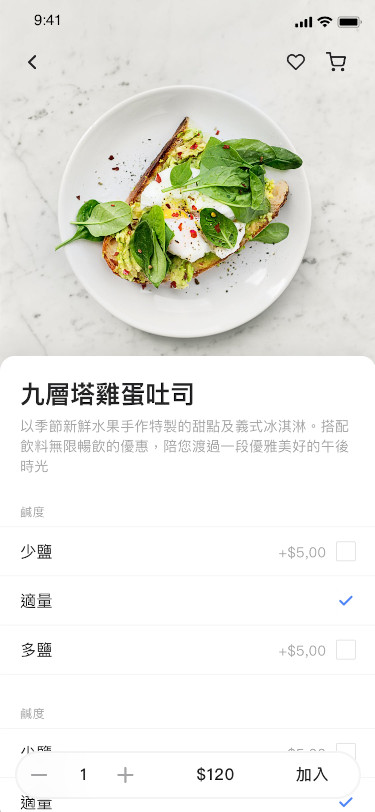 9:41
九層塔雞蛋吐司
以季節新鮮水果手作特製的甜點及義式冰淇淋。搭配
飲料無限暢飲的優惠，陪您渡過一段優雅美好的午後
時光
鹹度
少鹽 +$5,00
適量
多鹽 +$5,00
鹹度
少鹽 +$5,00
1 $120 加入
適量